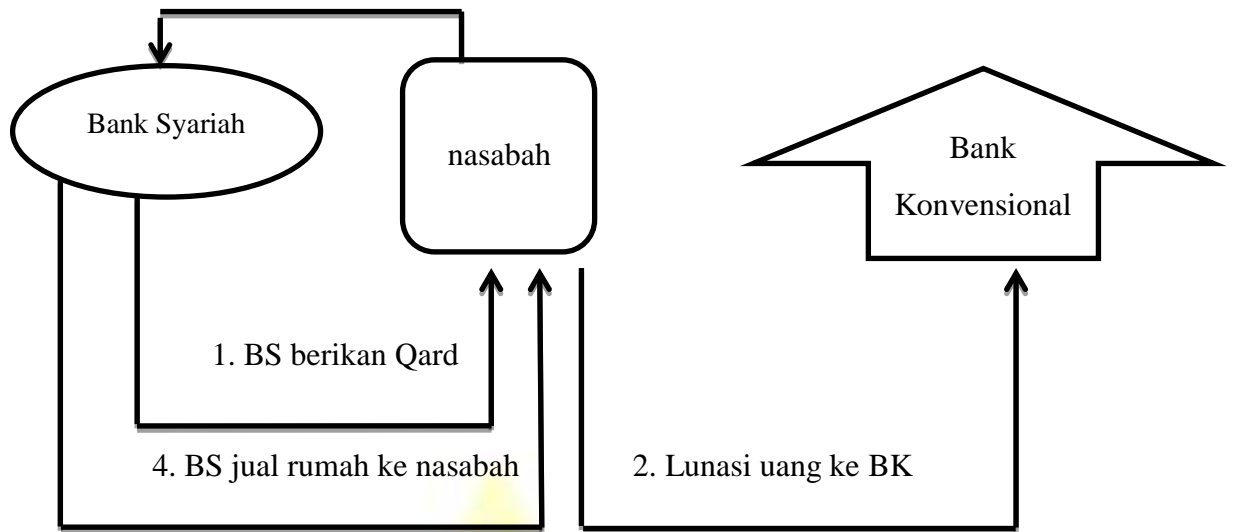 Bank Syariah
nasabah
Bank
Konvensional
1. BS berikan Qard
4. BS jual rumah ke nasabah
2. Lunasi uang ke BK